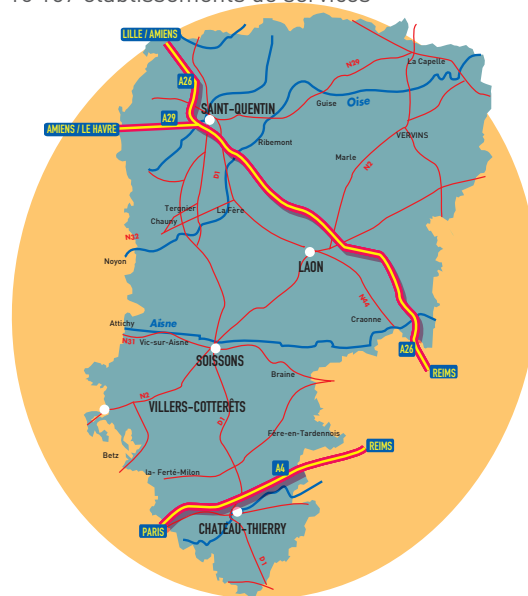 LILLE / AMIENS
La Capelle
N29
A26
Guise
Oise
SAINT-QUENTIN
A29
AMIENS / LE HAVRE
VERVINS
Ribemont
Marle
N2
D1
Tergnier
La Fère
Chauny
N32
Noyon
LAON
N44
Craonne
Attichy
Aisne
N31
Vic-sur-Aisne
A26
SOISSONS
REIMS
Braine
N2
VILLERS-COTTERÊTS
D1
Fère-en-Tardennois
REIMS
Betz
A4
la- Ferté-Milon
PARIS
CHATEAU-THIERRY
D1